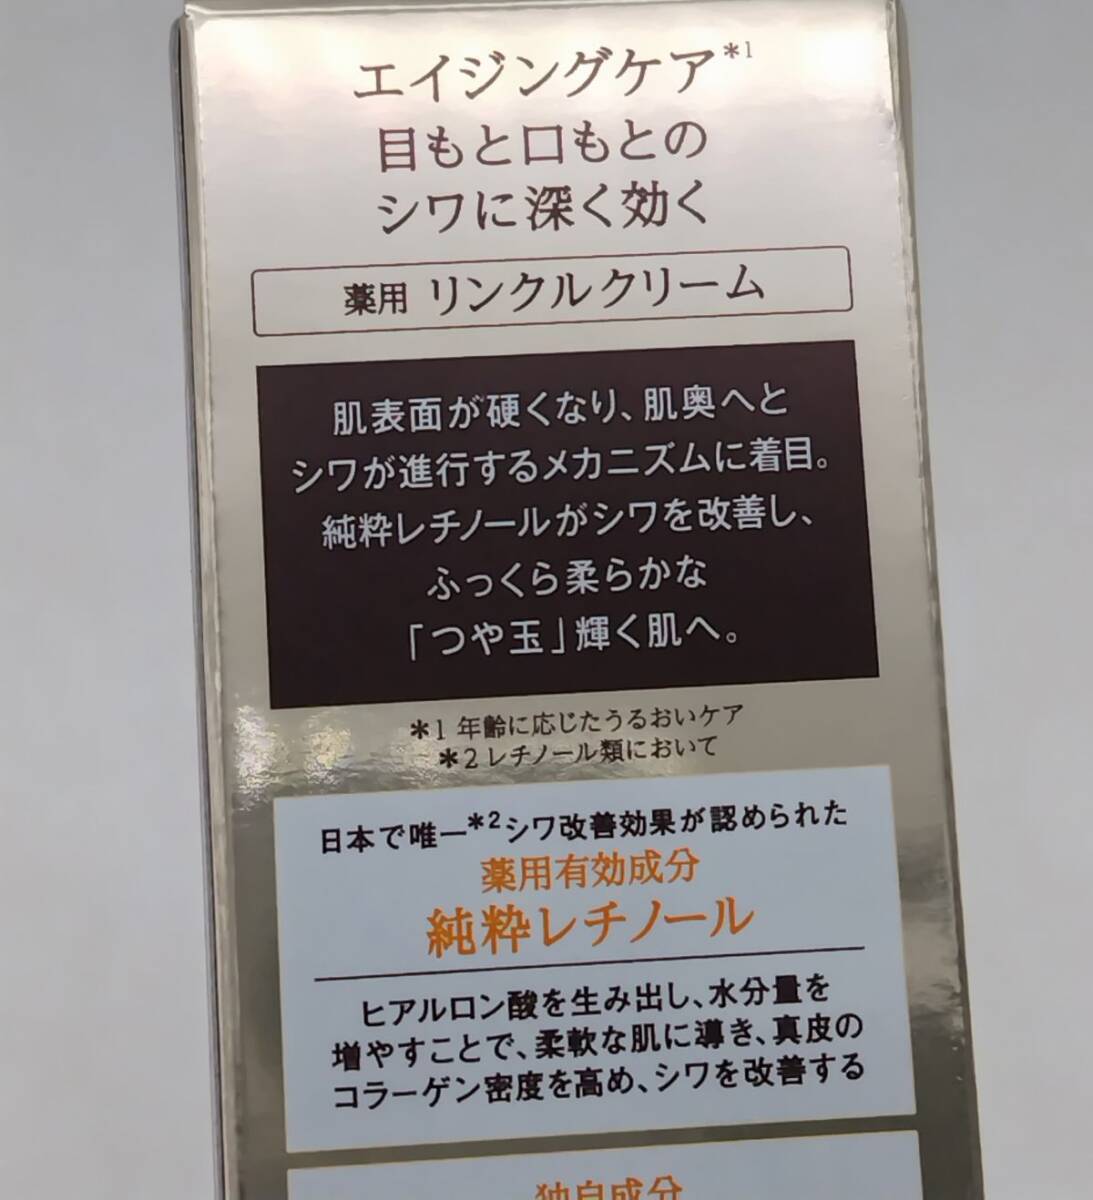 エイジングケア*1
目もと口もとの
シワに深く効く
薬用 リンクルクリーム
肌表面が硬くなり、肌奥へと
シワが進行するメカニズムに着目。
純粋レチノールがシワを改善し、
ふっくら柔らかな
「つや玉」輝く肌へ。
*1 年齢に応じたうるおいケア
*2 レチノール類において
日本で唯一*2シワ改善効果が認められた
薬用有効成分
純粋レチノール
ヒアルロン酸を生み出し、水分量を
増やすことで、柔軟な肌に導き、真皮の
コラーゲン密度を高め、シワを改善する
独自成分